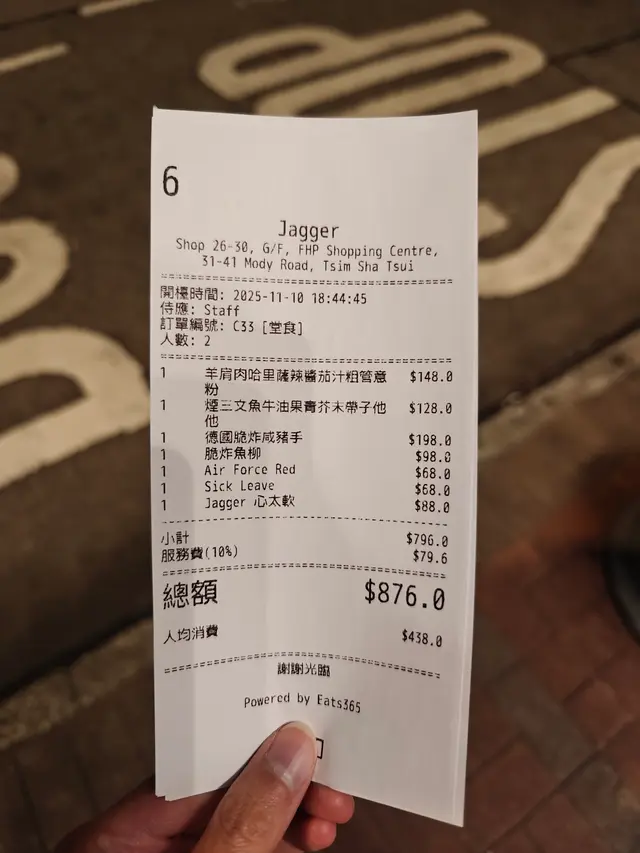 6
Jagger
Shop 26-30, G/F, FHP Shopping Centre,
31-41 Mody Road, Tsim Sha Tsui
開檯時間: 2025-11-10 18:44:45
侍應: Staff
訂單編號: C33 [堂食]
人數: 2
1 羊肩肉哈里薩辣醬茄汁粗管意 $148.0
粉
1 煙三文魚牛油果青芥末帶子他 $128.0
他
1 德國脆炸咸豬手 $198.0
1 脆炸魚柳 $98.0
1 Air Force Red $68.0
1 Sick Leave $68.0
1 Jagger 心太軟 $88.0
小計 $796.0
服務費(10%) $79.6
總額 $876.0
人均消費 $438.0
謝謝光臨
Powered by Eats365